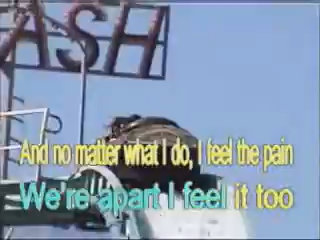 ASH
And no matter what I do, I feel the pain
We're apart I feel it too